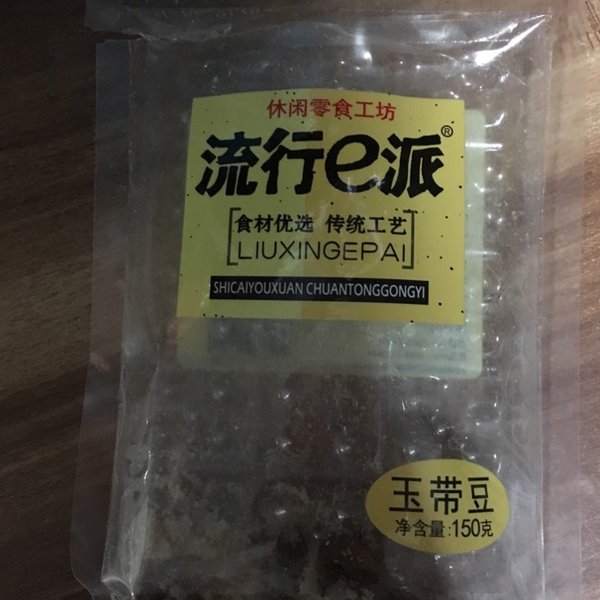 休闲零食工坊
流行e派®
食材优选 传统工艺
LIUXINGEPAI
SHICAIYOUXUAN CHUANTONGGONGYI
玉带豆
净含量:150克